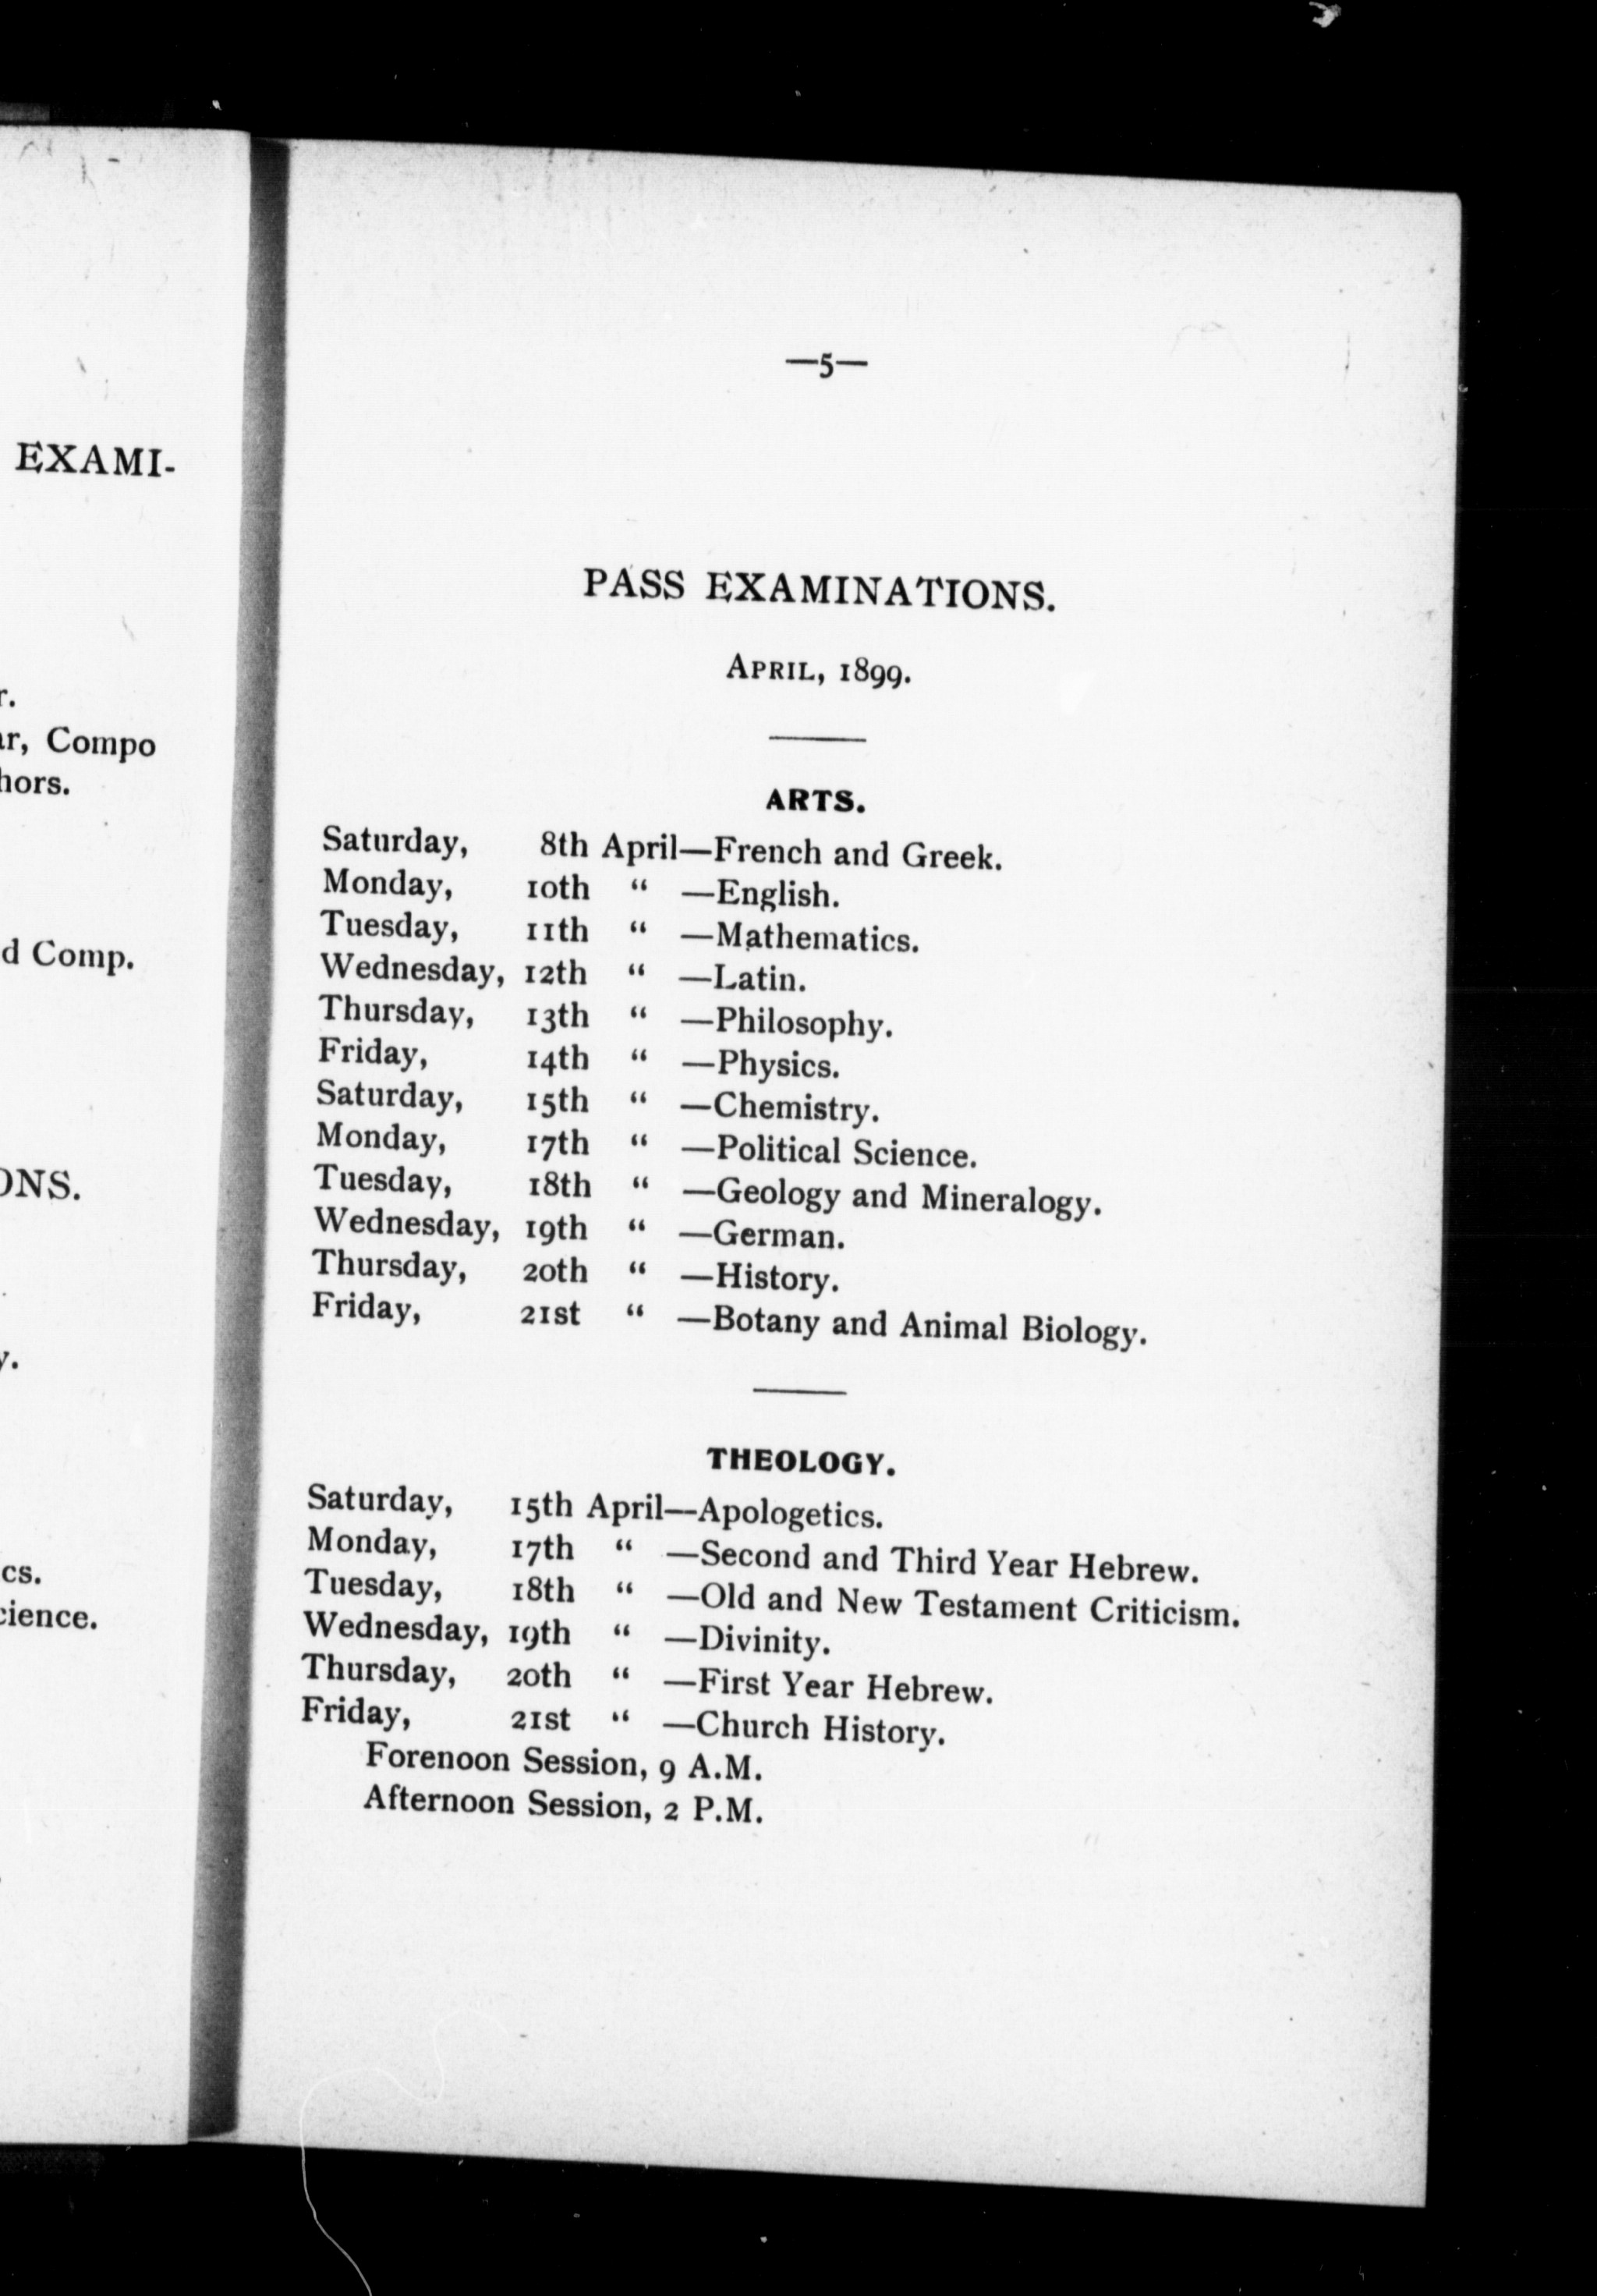 EXAMI-
r.
ar, Compo
hors.
d Comp.
ONS.
y.
cs.
cience.
—5—
PASS EXAMINATIONS.
APRIL, 1899.
ARTS.
Saturday, 8th April—French and Greek.
Monday, 10th “ —English.
Tuesday, 11th “ —Mathematics.
Wednesday, 12th “ —Latin.
Thursday, 13th “ —Philosophy.
Friday, 14th “ —Physics.
Saturday, 15th “ —Chemistry.
Monday, 17th “ —Political Science.
Tuesday, 18th “ —Geology and Mineralogy.
Wednesday, 19th “ —German.
Thursday, 20th “ —History.
Friday, 21st “ —Botany and Animal Biology.
THEOLOGY.
Saturday, 15th April—Apologetics.
Monday, 17th “ —Second and Third Year Hebrew.
Tuesday, 18th “ —Old and New Testament Criticism.
Wednesday, 19th “ —Divinity.
Thursday, 20th “ —First Year Hebrew.
Friday, 21st “ —Church History.
Forenoon Session, 9 A.M.
Afternoon Session, 2 P.M.